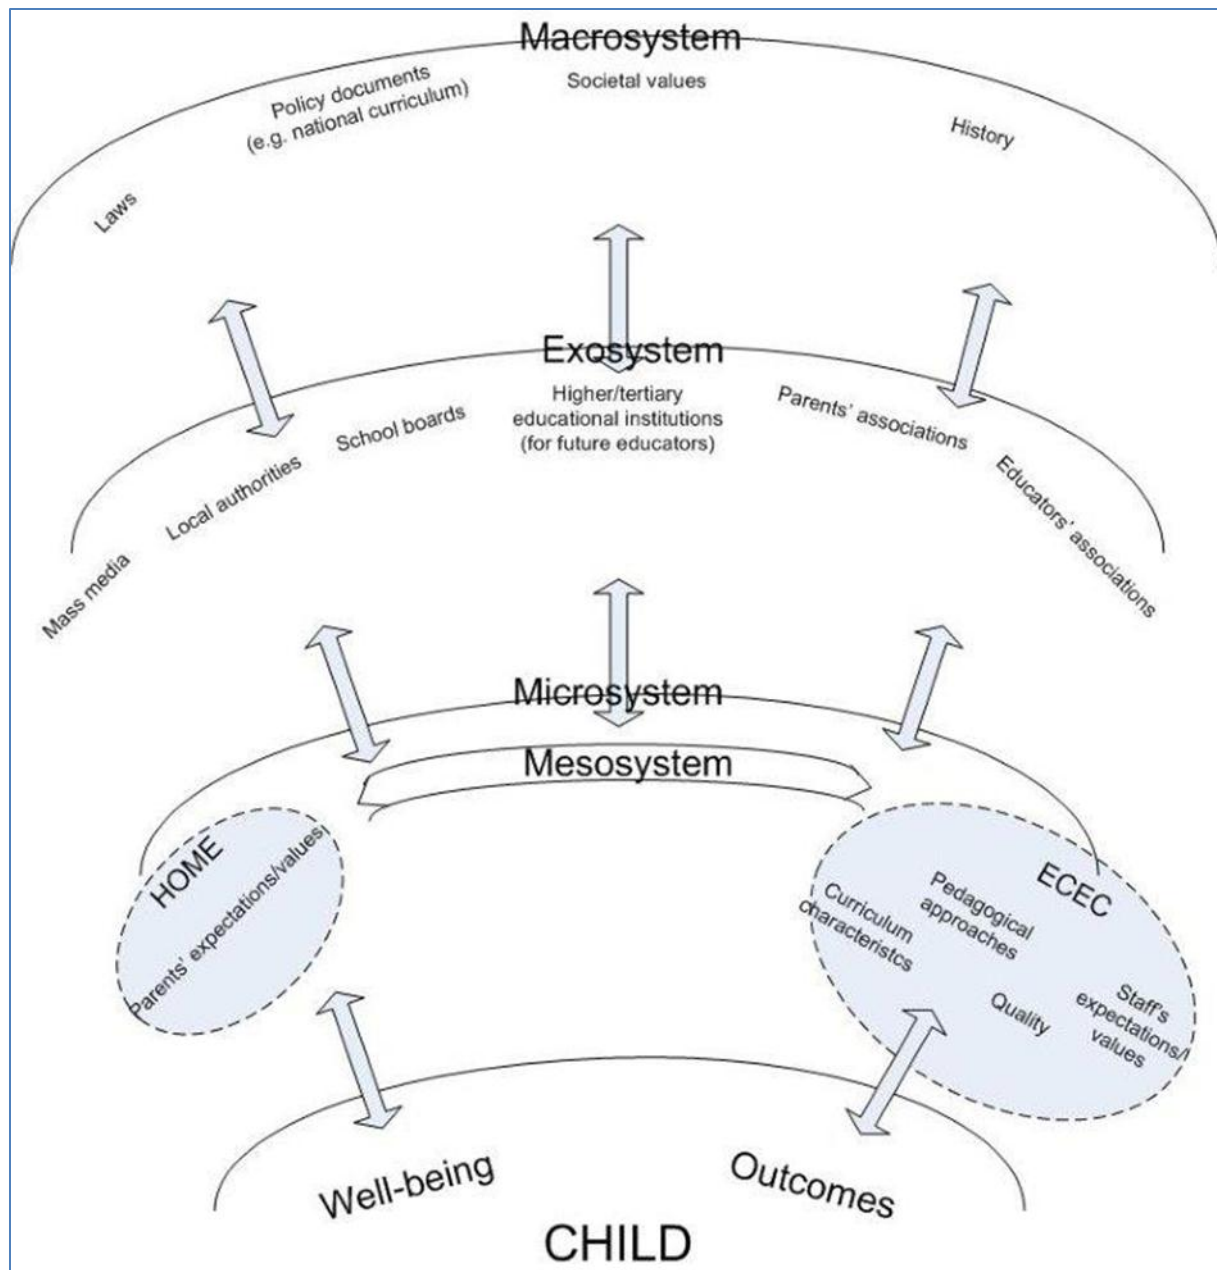 Macrosystem
Policy documents
(e.g. national curriculum)
Societal values
History
Laws
Exosystem
Higher/tertiary
educational institutions
(for future educators)
School boards
Parents' associations
Local authorities
Educators' associations
Mass media
Microsystem
Mesosystem
HOME
Parents' expectations/values
ECEC
Pedagogical
approaches
Curriculum
characteristcs
Quality
Staff's
expectations/
values
Well-being
Outcomes
CHILD